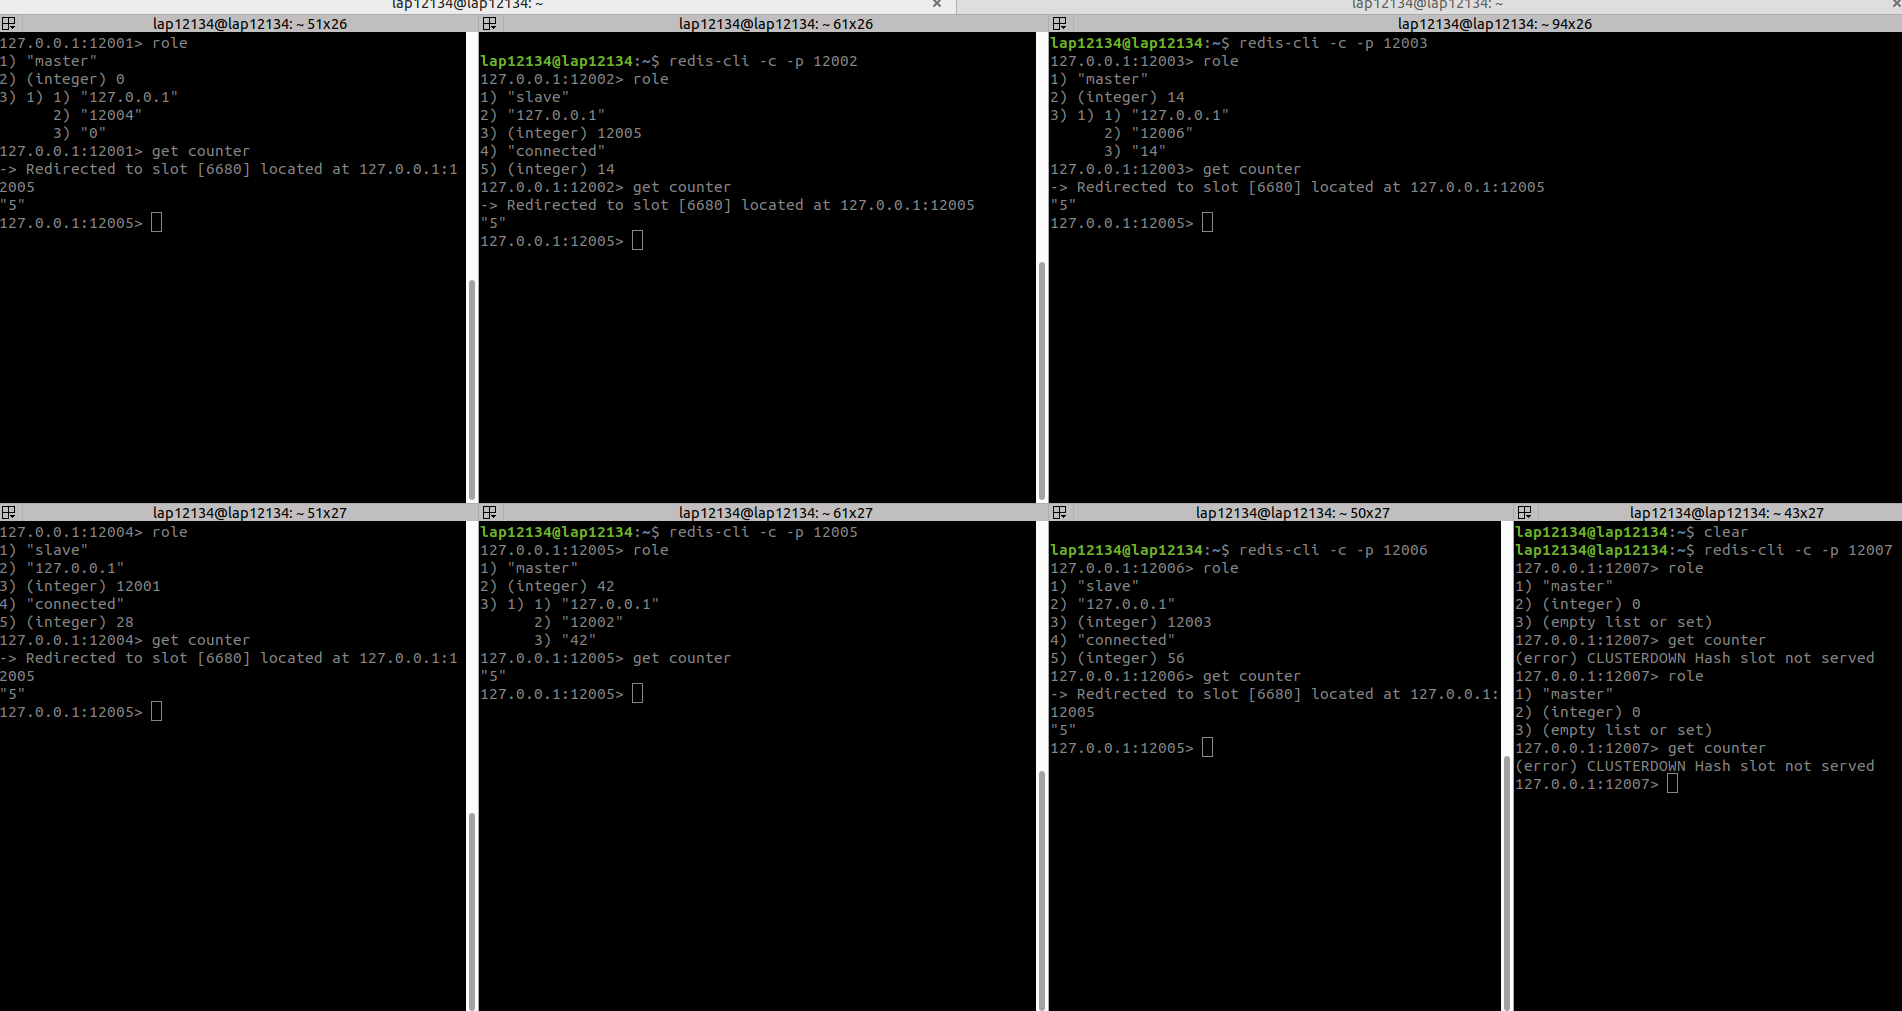 lap12134@lap12134: ~
×
lap12134@lap12134: ~
×
lap12134@lap12134: ~ 51x26
127.0.0.1:12001> role
1) "master"
2) (integer) 0
3) 1) 1) "127.0.0.1"
      2) "12004"
      3) "0"
127.0.0.1:12001> get counter
-> Redirected to slot [6680] located at 127.0.0.1:1
2005
"5"
127.0.0.1:12005>
lap12134@lap12134: ~ 61x26
lap12134@lap12134:~$ redis-cli -c -p 12002
127.0.0.1:12002> role
1) "slave"
2) "127.0.0.1"
3) (integer) 12005
4) "connected"
5) (integer) 14
127.0.0.1:12002> get counter
-> Redirected to slot [6680] located at 127.0.0.1:12005
"5"
127.0.0.1:12005>
lap12134@lap12134: ~ 94x26
lap12134@lap12134:~$ redis-cli -c -p 12003
127.0.0.1:12003> role
1) "master"
2) (integer) 14
3) 1) 1) "127.0.0.1"
      2) "12006"
      3) "14"
127.0.0.1:12003> get counter
-> Redirected to slot [6680] located at 127.0.0.1:12005
"5"
127.0.0.1:12005>
lap12134@lap12134: ~ 51x27
127.0.0.1:12004> role
1) "slave"
2) "127.0.0.1"
3) (integer) 12001
4) "connected"
5) (integer) 28
127.0.0.1:12004> get counter
-> Redirected to slot [6680] located at 127.0.0.1:1
2005
"5"
127.0.0.1:12005>
lap12134@lap12134: ~ 61x27
lap12134@lap12134:~$ redis-cli -c -p 12005
127.0.0.1:12005> role
1) "master"
2) (integer) 42
3) 1) 1) "127.0.0.1"
      2) "12002"
      3) "42"
127.0.0.1:12005> get counter
"5"
127.0.0.1:12005>
lap12134@lap12134: ~ 50x27
lap12134@lap12134:~$ redis-cli -c -p 12006
127.0.0.1:12006> role
1) "slave"
2) "127.0.0.1"
3) (integer) 12003
4) "connected"
5) (integer) 56
127.0.0.1:12006> get counter
-> Redirected to slot [6680] located at 127.0.0.1:
12005
"5"
127.0.0.1:12005>
lap12134@lap12134: ~ 43x27
lap12134@lap12134:~$ clear
lap12134@lap12134:~$ redis-cli -c -p 12007
127.0.0.1:12007> role
1) "master"
2) (integer) 0
3) (empty list or set)
127.0.0.1:12007> get counter
(error) CLUSTERDOWN Hash slot not served
127.0.0.1:12007> role
1) "master"
2) (integer) 0
3) (empty list or set)
127.0.0.1:12007> get counter
(error) CLUSTERDOWN Hash slot not served
127.0.0.1:12007>